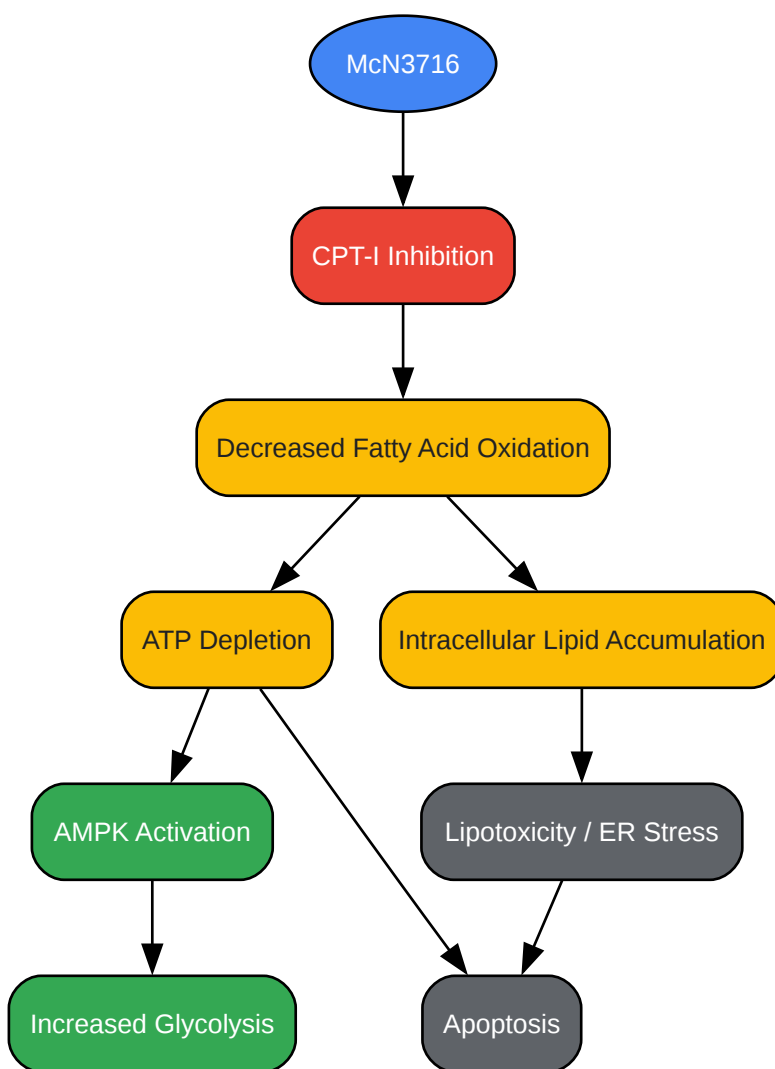 McN3716
CPT-I Inhibition
Decreased Fatty Acid Oxidation
ATP Depletion
Intracellular Lipid Accumulation
AMPK Activation
Lipotoxicity / ER Stress
Increased Glycolysis
Apoptosis